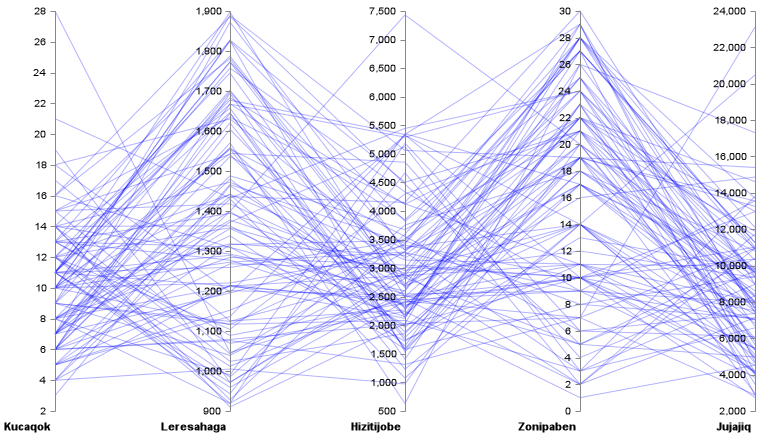 28 1,900 7,500 30 24,000
26 28 22,000
7,000
1,800 6,500 26 20,000
24
6,000 24
22 1,700 5,500 22 18,000
20 1,600 5,000 20 16,000
18 4,500 18
1,500 14,000
16 4,000 16
14 1,400 3,500 14 12,000
12 1,300 3,000 12 10,000
10 1,200 2,500 10 8,000
8 2,000 8
1,100 6,000
6 1,500 6
4 1,000 1,000 4 4,000
2
2 900 500 0 2,000
Kucaqok Leresahaga Hizitijobe Zonipaben Jujajiq